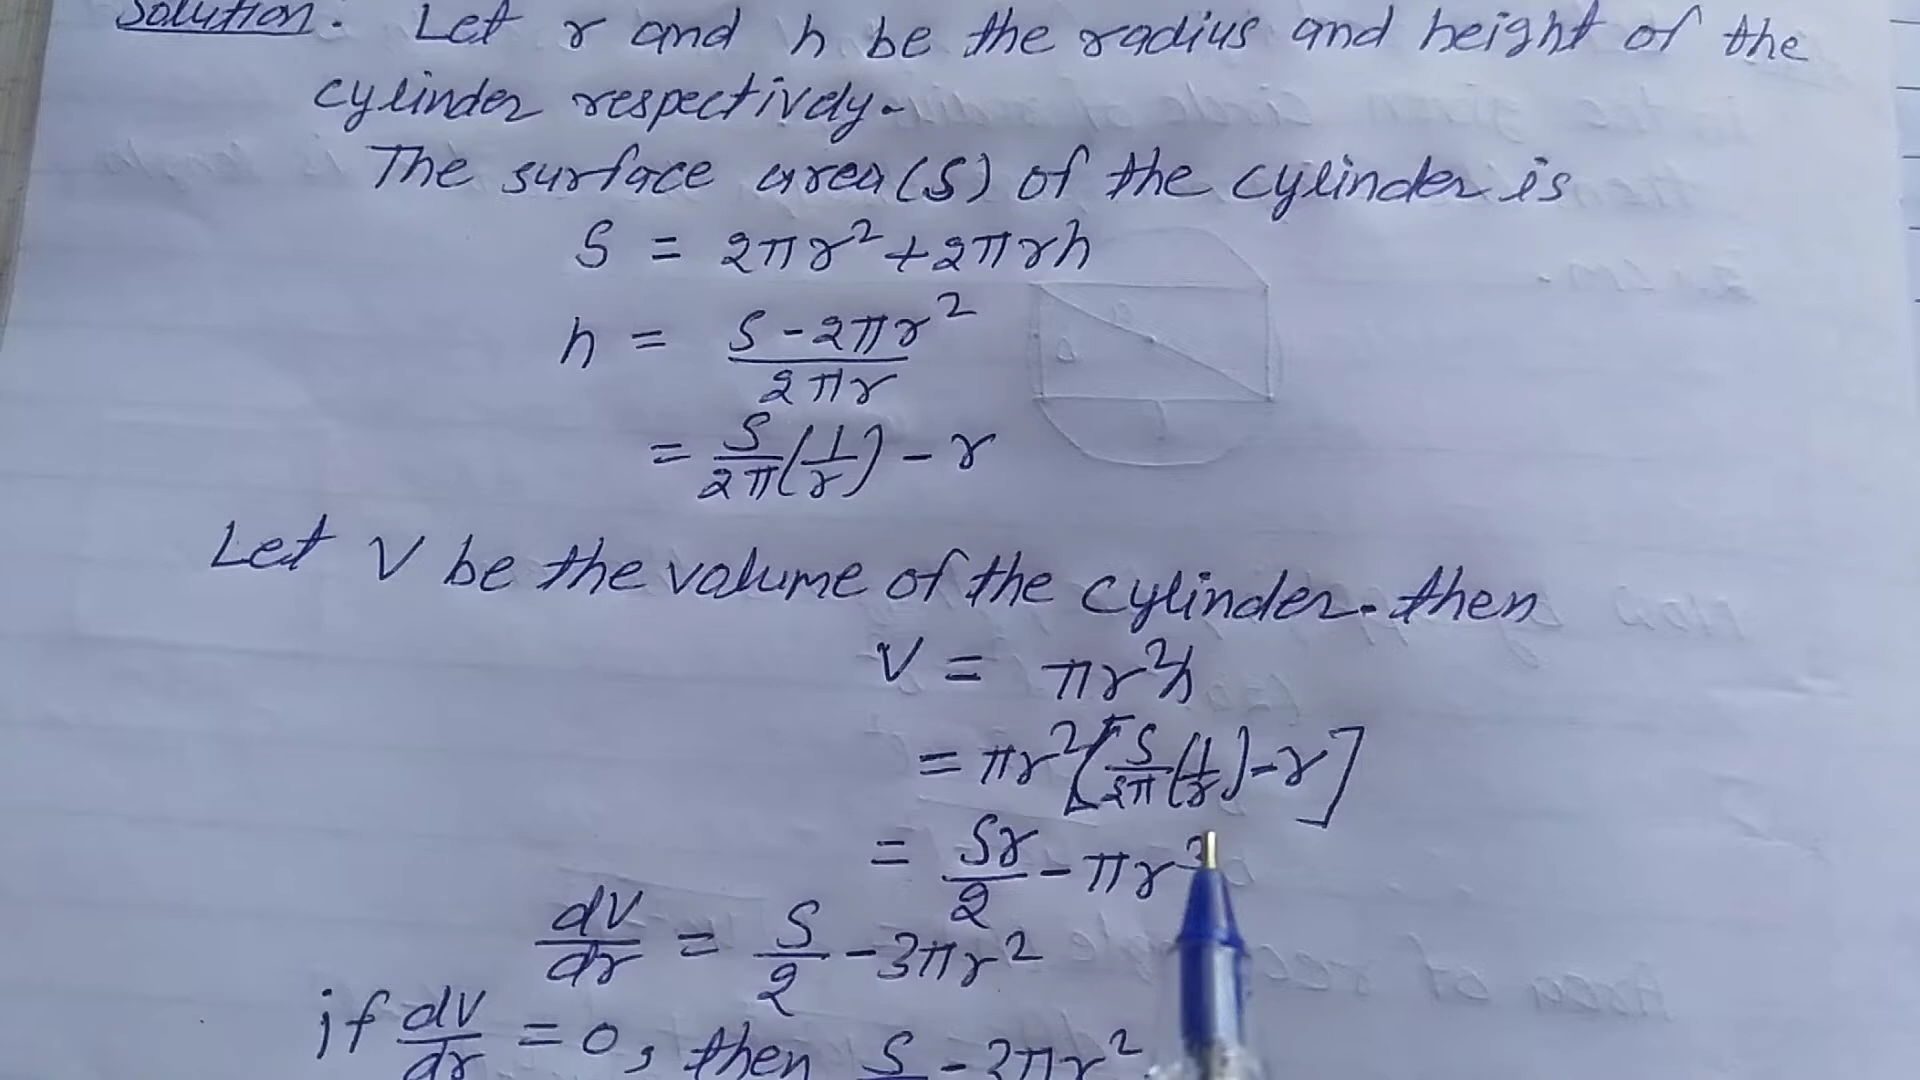 Solution. Let r and h be the radius and height of the
cylinder respectively.
The surface area (S) of the cylinder is
S = 2πr²+2πrh
h = S-2πr²/2πr
= S/2π(1/r) - r
Let V be the volume of the cylinder. then
V = πr²h
= πr²[S/2π(1/r)-r]
= Sr/2 - πr³
dV/dr = S/2 - 3πr²
if dV/dr = 0, then S - 3πr²